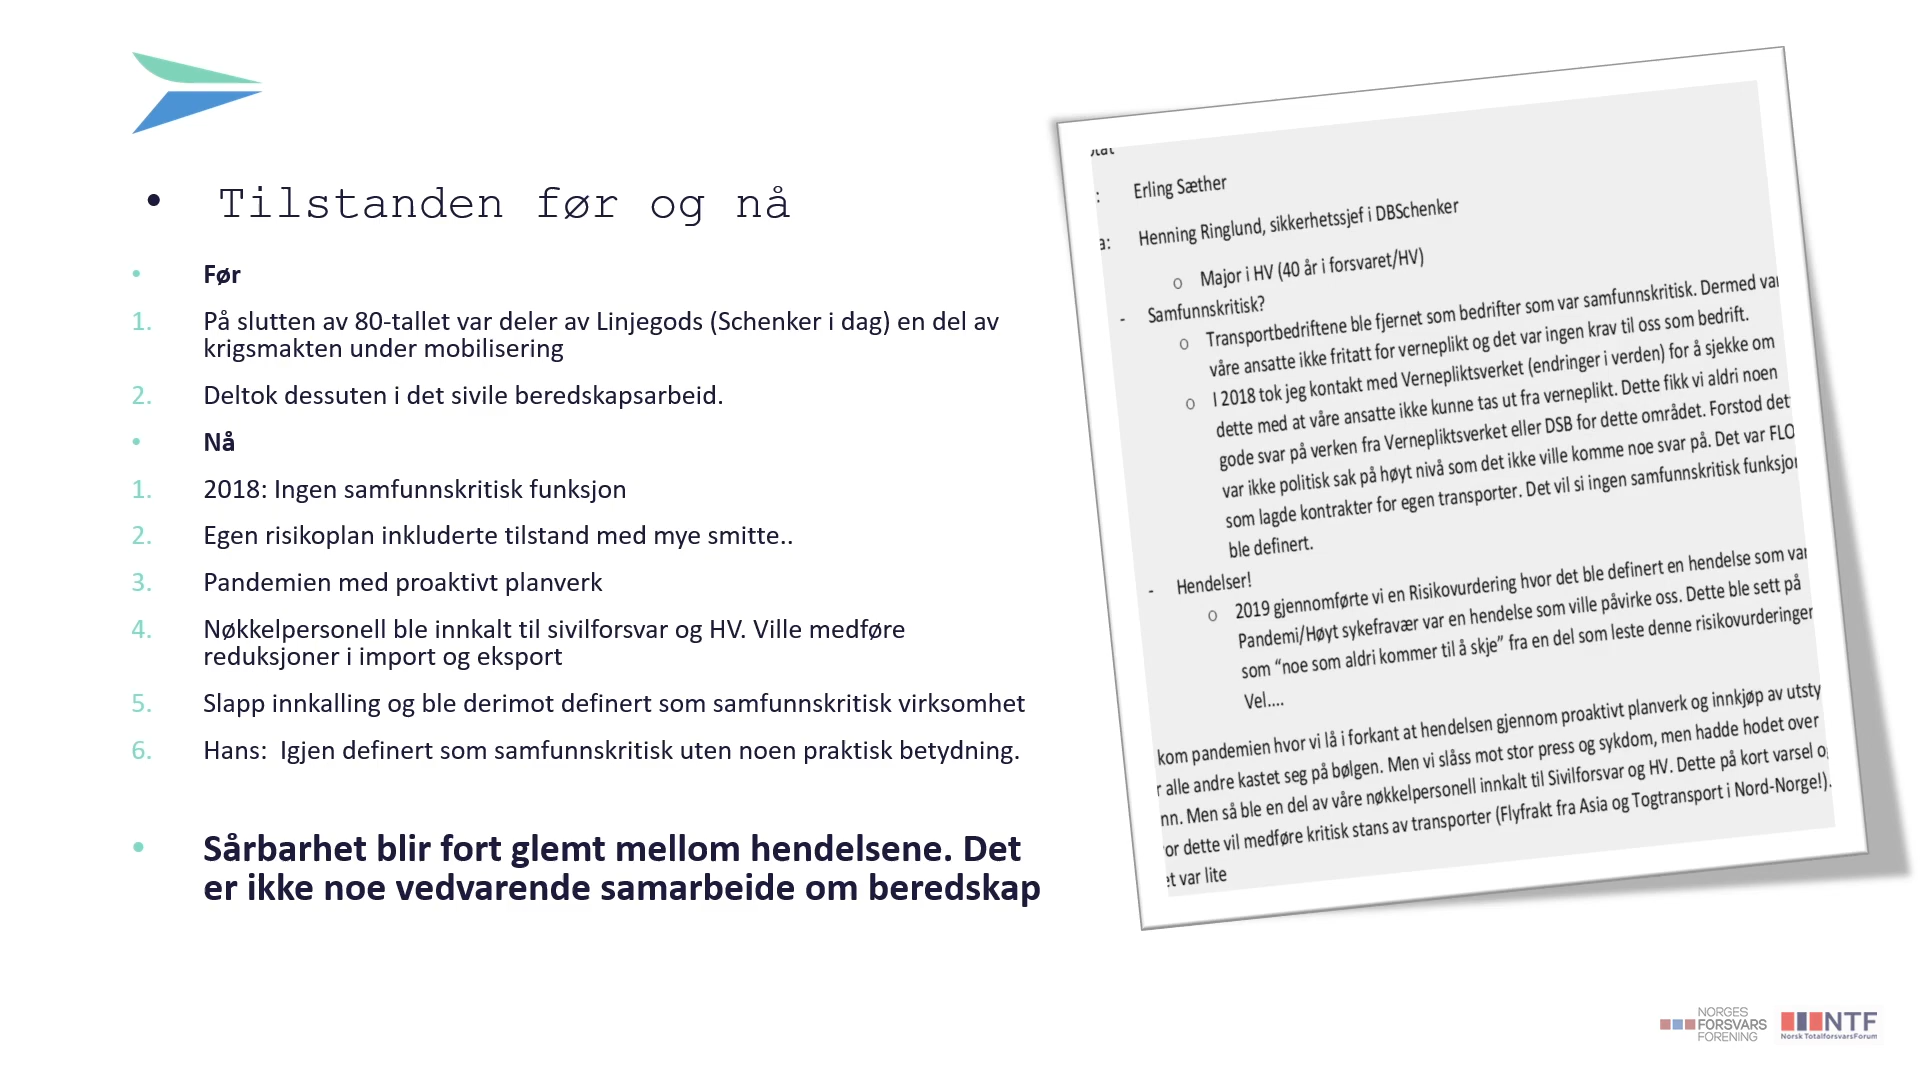 • Tilstanden før og nå
• Før
1. På slutten av 80-tallet var deler av Linjegods (Schenker i dag) en del av
krigsmakten under mobilisering
2. Deltok dessuten i det sivile beredskapsarbeid.
• Nå
1. 2018: Ingen samfunnskritisk funksjon
2. Egen risikoplan inkluderte tilstand med mye smitte..
3. Pandemien med proaktivt planverk
4. Nøkkelpersonell ble innkalt til sivilforsvar og HV. Ville medføre
reduksjoner i import og eksport
5. Slapp innkalling og ble derimot definert som samfunnskritisk virksomhet
6. Hans: Igjen definert som samfunnskritisk uten noen praktisk betydning.
• Sårbarhet blir fort glemt mellom hendelsene. Det
er ikke noe vedvarende samarbeide om beredskap
: Erling Sæther
a: Henning Ringlund, sikkerhetssjef i DBSchenker
o Major i HV (40 år i forsvaret/HV)
- Samfunnskritisk?
o Transportbedriftene ble fjernet som bedrifter som var samfunnskritisk. Dermed var
våre ansatte ikke fritatt for verneplikt og det var ingen krav til oss som bedrift.
o I 2018 tok jeg kontakt med Vernepliktsverket (endringer i verden) for å sjekke om
dette med at våre ansatte ikke kunne tas ut fra verneplikt. Dette fikk vi aldri noen
gode svar på verken fra Vernepliktsverket eller DSB for dette området. Forstod det
var ikke politisk sak på høyt nivå som det ikke ville komme noe svar på. Det var FLO
som lagde kontrakter for egen transporter. Det vil si ingen samfunnskritisk funksjon
ble definert.
- Hendelser!
o 2019 gjennomførte vi en Risikovurdering hvor det ble definert en hendelse som var
Pandemi/Høyt sykefravær var en hendelse som ville påvirke oss. Dette ble sett på
som “noe som aldri kommer til å skje” fra en del som leste denne risikovurderingen
Vel....
kom pandemien hvor vi lå i forkant at hendelsen gjennom proaktivt planverk og innkjøp av utsty
r alle andre kastet seg på bølgen. Men vi slåss mot stor press og sykdom, men hadde hodet over
nn. Men så ble en del av våre nøkkelpersonell innkalt til Sivilforsvar og HV. Dette på kort varsel o
or dette vil medføre kritisk stans av transporter (Flyfrakt fra Asia og Togtransport i Nord-Norge!).
et var lite
NORGES
FORSVARS
FORENING
NTF
Norsk TotalforsvarsForum